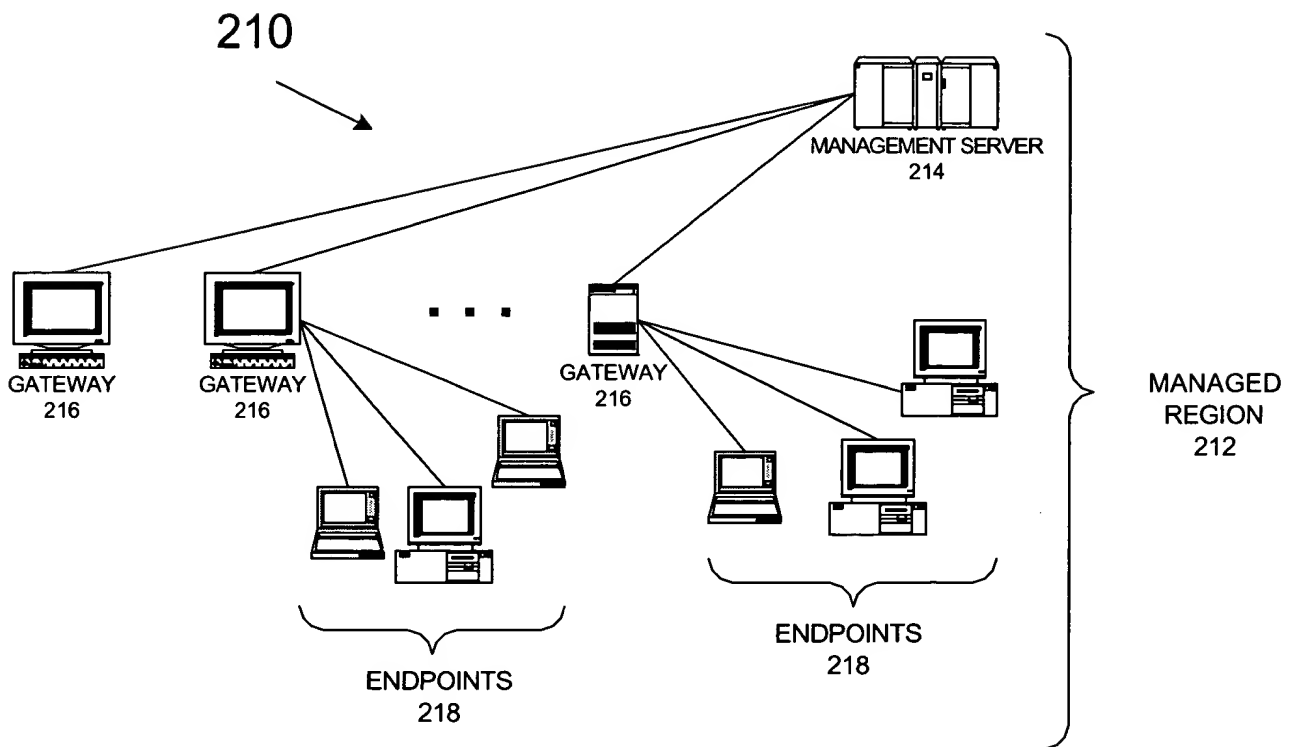 210
MANAGEMENT SERVER
214
GATEWAY
216
GATEWAY
216
GATEWAY
216
MANAGED
REGION
212
ENDPOINTS
218
ENDPOINTS
218